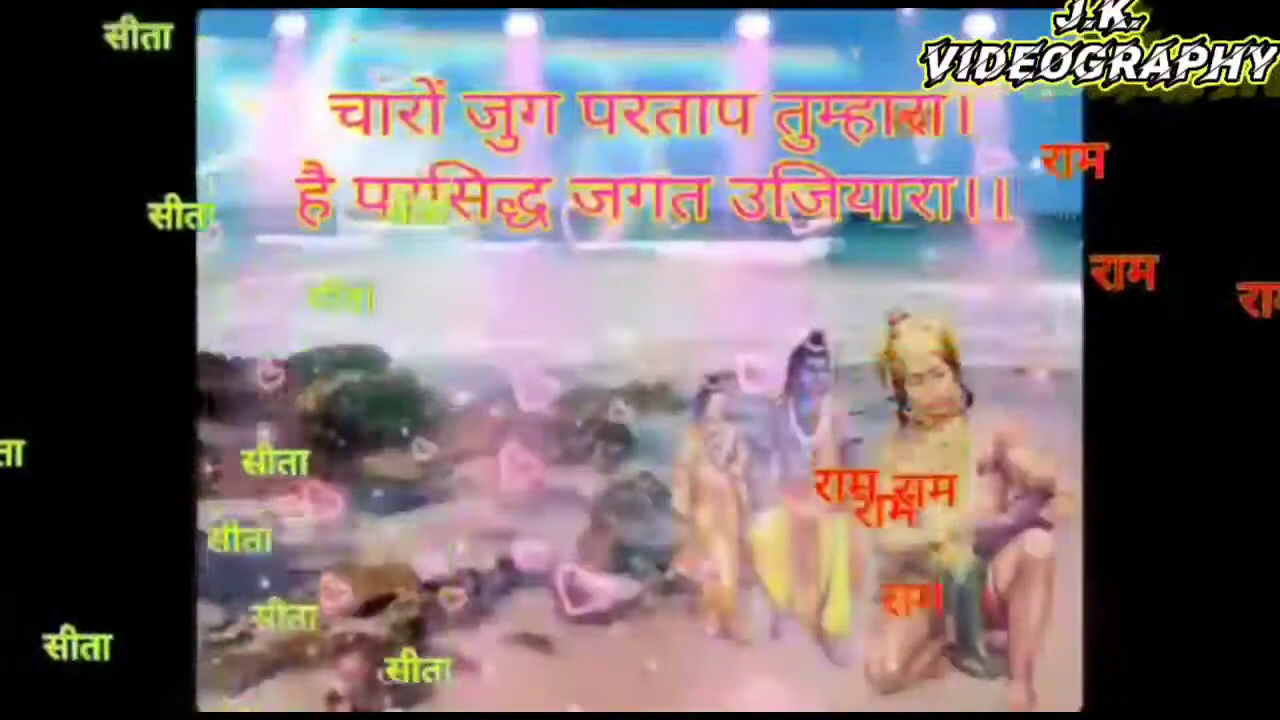 J.K.
VIDEOGRAPHY
सीता
चारों जुग परताप तुम्हारा।
राम
है परसिद्ध जगत उजियारा।।
सीता
राम
सीता
सीता
राम राम
राम
सीता
राम
सीता
सीता
सीता